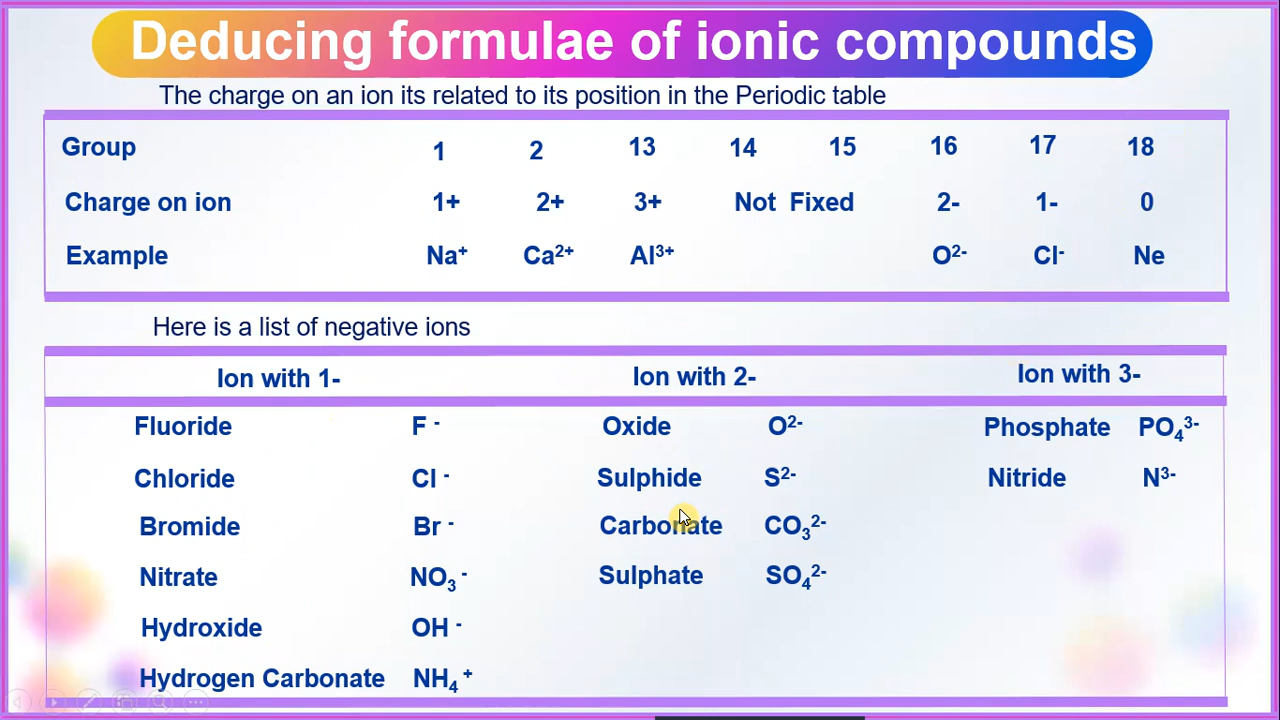 Deducing formulae of ionic compounds
The charge on an ion its related to its position in the Periodic table
Group 1 2 13 14 15 16 17 18
Charge on ion 1+ 2+ 3+ Not Fixed 2- 1- 0
Example Na⁺ Ca²⁺ Al³⁺ O²⁻ Cl⁻ Ne
Here is a list of negative ions
Ion with 1- Ion with 2- Ion with 3-
Fluoride F ⁻ Oxide O²⁻ Phosphate PO₄³⁻
Chloride Cl ⁻ Sulphide S²⁻ Nitride N³⁻
Bromide Br ⁻ Carbonate CO₃²⁻
Nitrate NO₃ ⁻ Sulphate SO₄²⁻
Hydroxide OH ⁻
Hydrogen Carbonate NH₄ ⁺